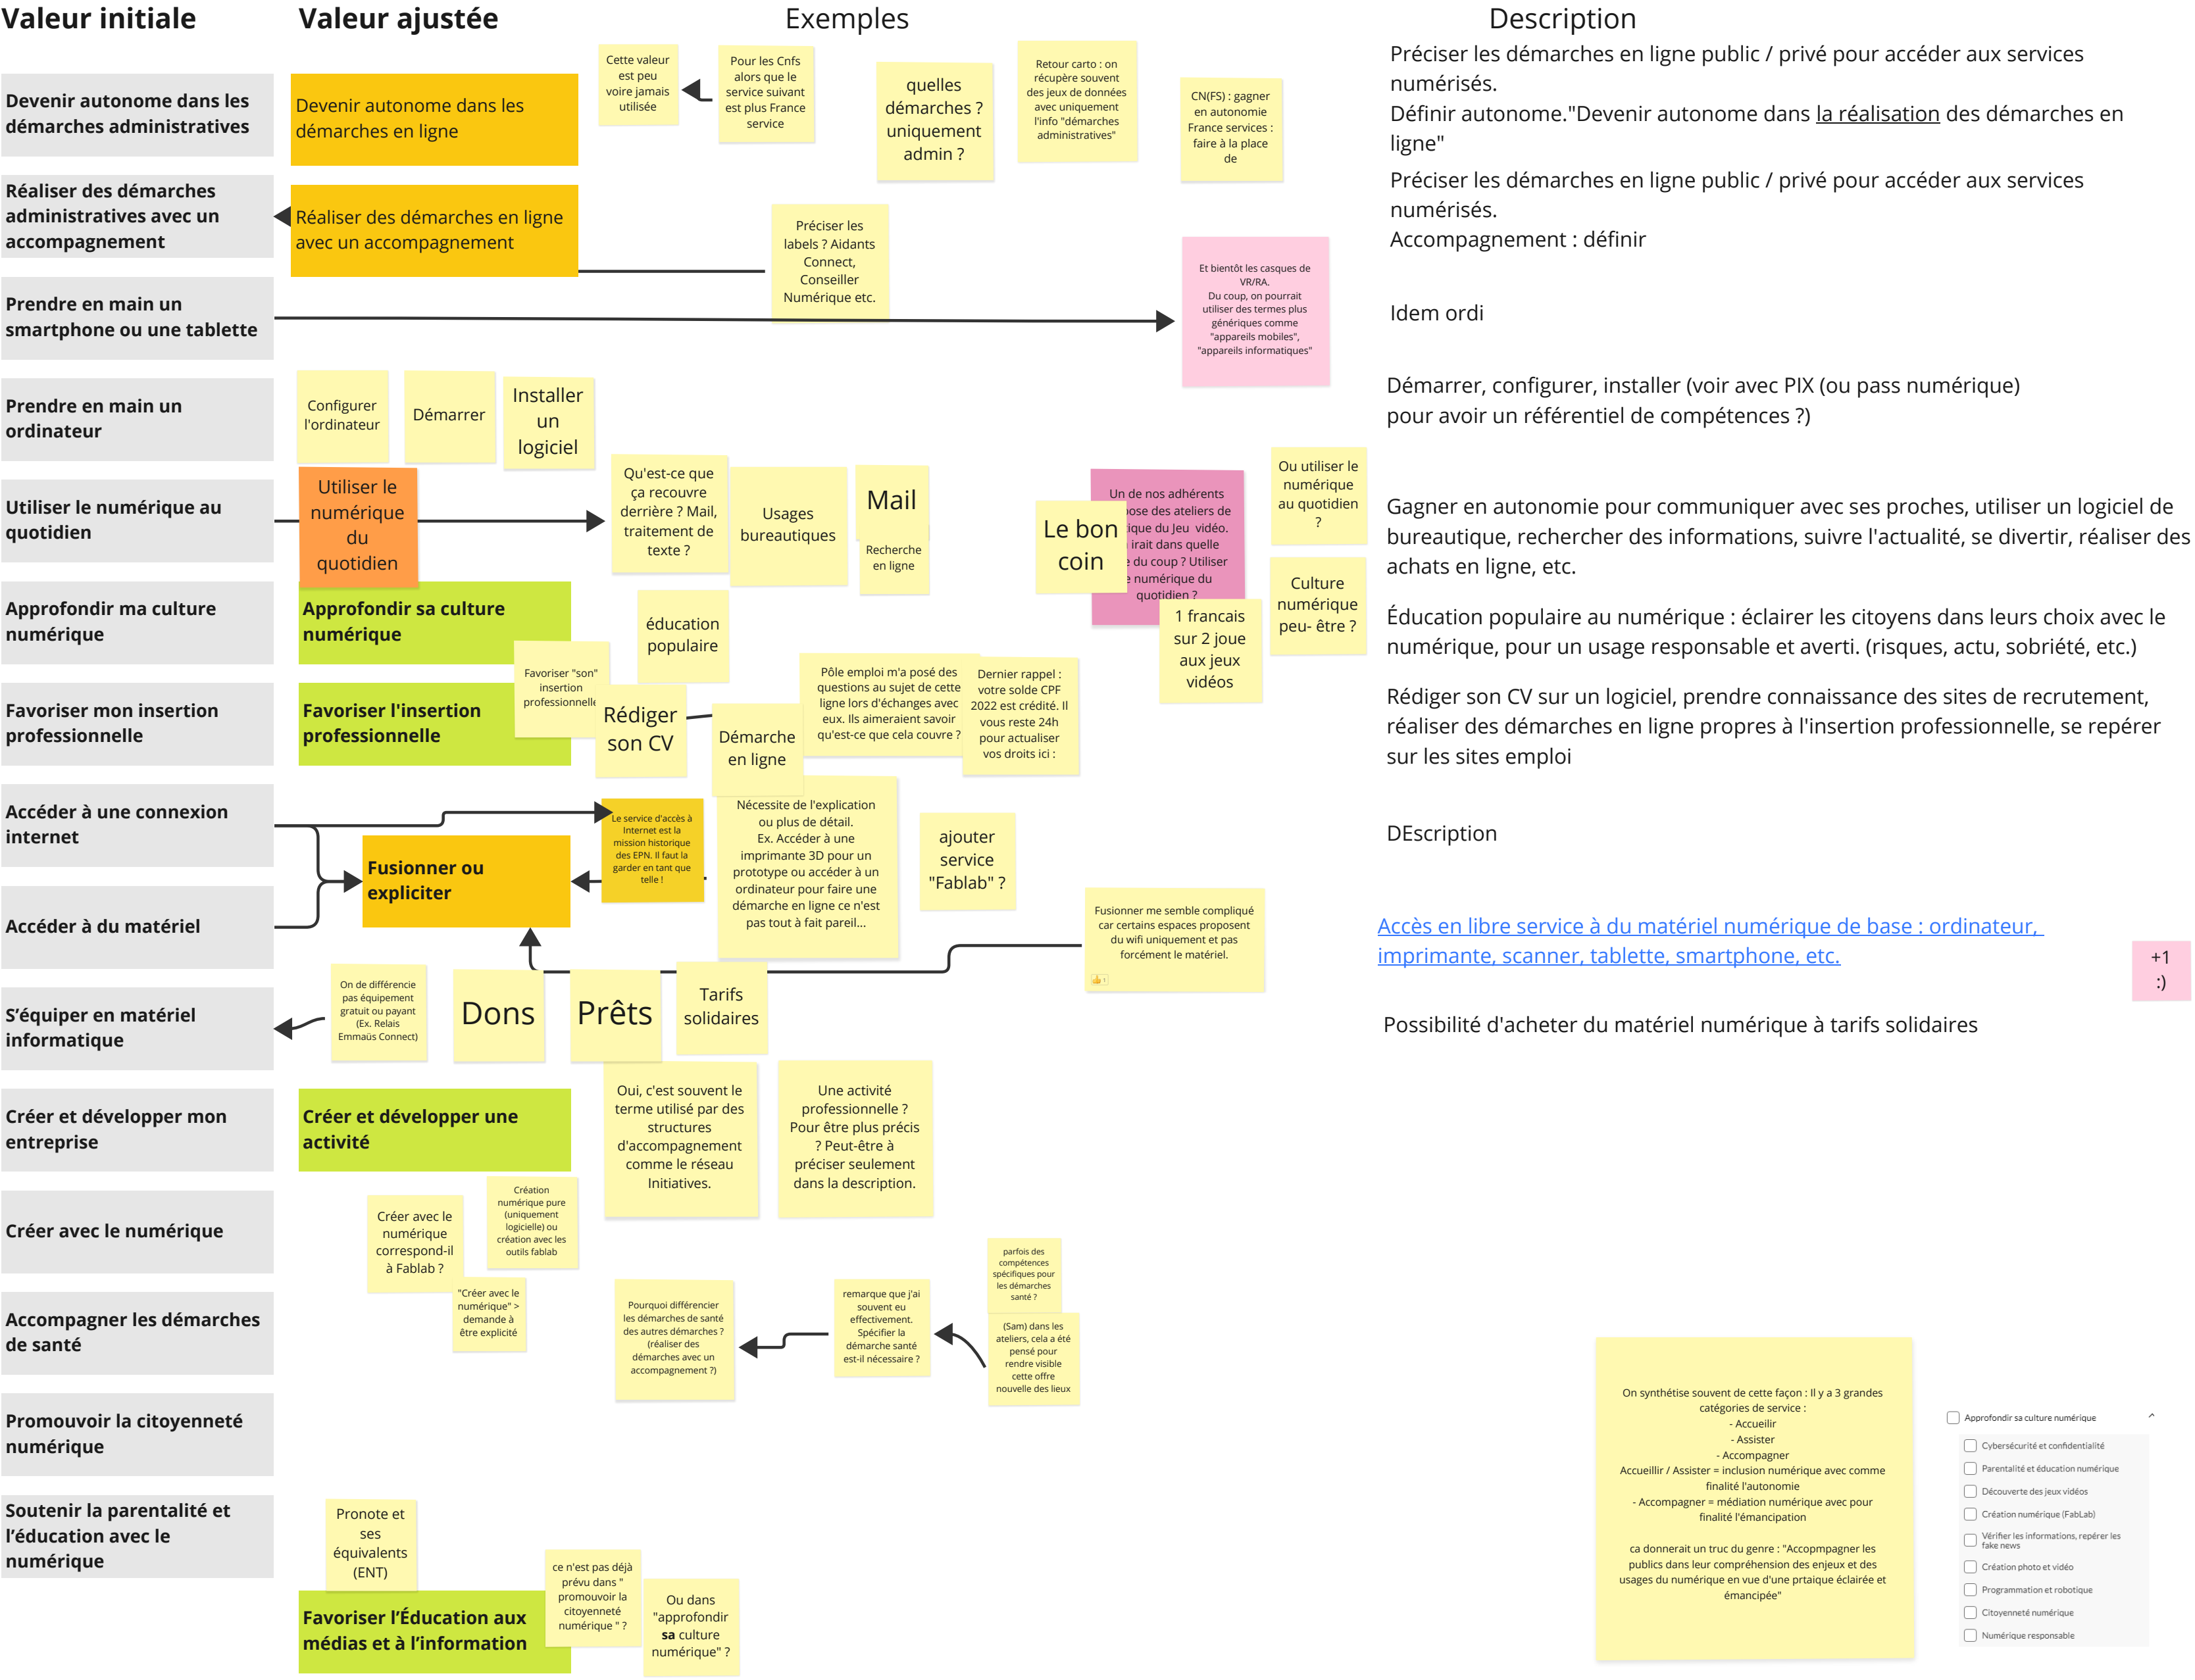 Valeur initiale
Valeur ajustée
Exemples
Description
Devenir autonome dans les
démarches administratives
Devenir autonome dans les
démarches en ligne
Cette valeur
est peu
voire jamais
utilisée
Pour les Cnfs
alors que le
service suivant
est plus France
service
quelles
démarches ?
uniquement
admin ?
Retour carto : on
récupère souvent
des jeux de données
avec uniquement
l'info "démarches
administratives"
CN(FS) : gagner
en autonomie
France services :
faire à la place
de
Préciser les démarches en ligne public / privé pour accéder aux services
numérisés.
Définir autonome."Devenir autonome dans la réalisation des démarches en
ligne"
Réaliser des démarches
administratives avec un
accompagnement
Réaliser des démarches en ligne
avec un accompagnement
Préciser les
labels ? Aidants
Connect,
Conseiller
Numérique etc.
Préciser les démarches en ligne public / privé pour accéder aux services
numérisés.
Accompagnement : définir
Prendre en main un
smartphone ou une tablette
Et bientôt les casques de
VR/RA.
Du coup, on pourrait
utiliser des termes plus
génériques comme
"appareils mobiles",
"appareils informatiques"
Idem ordi
Prendre en main un
ordinateur
Configurer
l'ordinateur
Démarrer
Installer
un
logiciel
Démarrer, configurer, installer (voir avec PIX (ou pass numérique)
pour avoir un référentiel de compétences ?)
Utiliser le numérique au
quotidien
Utiliser le
numérique
du
quotidien
Qu'est-ce que
ça recouvre
derrière ? Mail,
traitement de
texte ?
Usages
bureautiques
Mail
Recherche
en ligne
Le bon
coin
Un de nos adhérents
ose des ateliers de
ique du Jeu vidéo.
irait dans quelle
du coup ? Utiliser
numérique du
quotidien ?
1 francais
sur 2 joue
aux jeux
vidéos
Ou utiliser le
numérique
au quotidien
?
Culture
numérique
peu- être ?
Gagner en autonomie pour communiquer avec ses proches, utiliser un logiciel de
bureautique, rechercher des informations, suivre l'actualité, se divertir, réaliser des
achats en ligne, etc.
Approfondir ma culture
numérique
Approfondir sa culture
numérique
éducation
populaire
Éducation populaire au numérique : éclairer les citoyens dans leurs choix avec le
numérique, pour un usage responsable et averti. (risques, actu, sobriété, etc.)
Favoriser mon insertion
professionnelle
Favoriser l'insertion
professionnelle
Favoriser "son"
insertion
professionnelle
Rédiger
son CV
Démarche
en ligne
Pôle emploi m'a posé des
questions au sujet de cette
ligne lors d'échanges avec
eux. Ils aimeraient savoir
qu'est-ce que cela couvre ?
Dernier rappel :
votre solde CPF
2022 est crédité. Il
vous reste 24h
pour actualiser
vos droits ici :
Rédiger son CV sur un logiciel, prendre connaissance des sites de recrutement,
réaliser des démarches en ligne propres à l'insertion professionnelle, se repérer
sur les sites emploi
Accéder à une connexion
internet
Fusionner ou
expliciter
Le service d'accès à
Internet est la
mission historique
des EPN. Il faut la
garder en tant que
telle !
Nécessite de l'explication
ou plus de détail.
Ex. Accéder à une
imprimante 3D pour un
prototype ou accéder à un
ordinateur pour faire une
démarche en ligne ce n'est
pas tout à fait pareil...
ajouter
service
"Fablab" ?
DEscription
Accéder à du matériel
Fusionner me semble compliqué
car certains espaces proposent
du wifi uniquement et pas
forcément le matériel.
👍 1
Accès en libre service à du matériel numérique de base : ordinateur,
imprimante, scanner, tablette, smartphone, etc.
+1
:)
S'équiper en matériel
informatique
On de différencie
pas équipement
gratuit ou payant
(Ex. Relais
Emmaüs Connect)
Dons
Prêts
Tarifs
solidaires
Possibilité d'acheter du matériel numérique à tarifs solidaires
Créer et développer mon
entreprise
Créer et développer une
activité
Oui, c'est souvent le
terme utilisé par des
structures
d'accompagnement
comme le réseau
Initiatives.
Une activité
professionnelle ?
Pour être plus précis
? Peut-être à
préciser seulement
dans la description.
Créer avec le numérique
Créer avec le
numérique
correspond-il
à Fablab ?
Création
numérique pure
(uniquement
logicielle) ou
création avec les
outils fablab
"Créer avec le
numérique" >
demande à
être explicité
Accompagner les démarches
de santé
Pourquoi différencier
les démarches de santé
des autres démarches ?
(réaliser des
démarches avec un
accompagnement ?)
remarque que j'ai
souvent eu
effectivement.
Spécifier la
démarche santé
est-il nécessaire ?
parfois des
compétences
spécifiques pour
les démarches
santé ?
(Sam) dans les
ateliers, cela a été
pensé pour
rendre visible
cette offre
nouvelle des lieux
Promouvoir la citoyenneté
numérique
Soutenir la parentalité et
l'éducation avec le
numérique
Pronote et
ses
équivalents
(ENT)
Favoriser l'Éducation aux
médias et à l'information
ce n'est pas déjà
prévu dans "
promouvoir la
citoyenneté
numérique " ?
Ou dans
"approfondir
sa culture
numérique" ?
On synthétise souvent de cette façon : Il y a 3 grandes
catégories de service :
- Accueilir
- Assister
- Accompagner
Accueillir / Assister = inclusion numérique avec comme
finalité l'autonomie
- Accompagner = médiation numérique avec pour
finalité l'émancipation
ca donnerait un truc du genre : "Accopmpagner les
publics dans leur compréhension des enjeux et des
usages du numérique en vue d'une prtaique éclairée et
émancipée"
Approfondir sa culture numérique
Cybersécurité et confidentialité
Parentalité et éducation numérique
Découverte des jeux vidéos
Création numérique (FabLab)
Vérifier les informations, repérer les
fake news
Création photo et vidéo
Programmation et robotique
Citoyenneté numérique
Numérique responsable